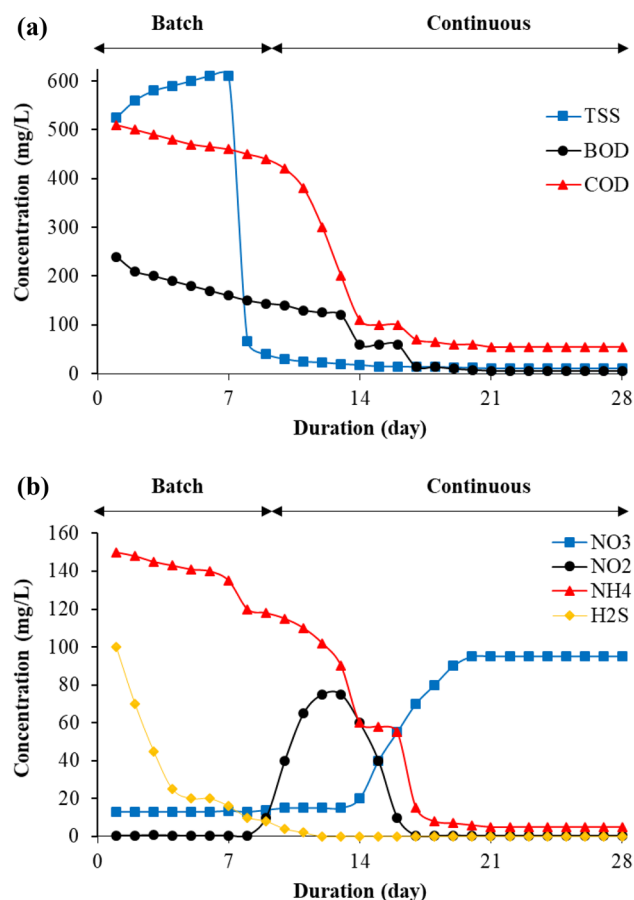 (a)
Batch Continuous
600
500
400
300
200
100
0
Concentration (mg/L)
TSS
BOD
COD
0 7 14 21 28
Duration (day)
(b)
Batch Continuous
160
140
120
100
80
60
40
20
0
Concentration (mg/L)
NO3
NO2
NH4
H2S
0 7 14 21 28
Duration (day)